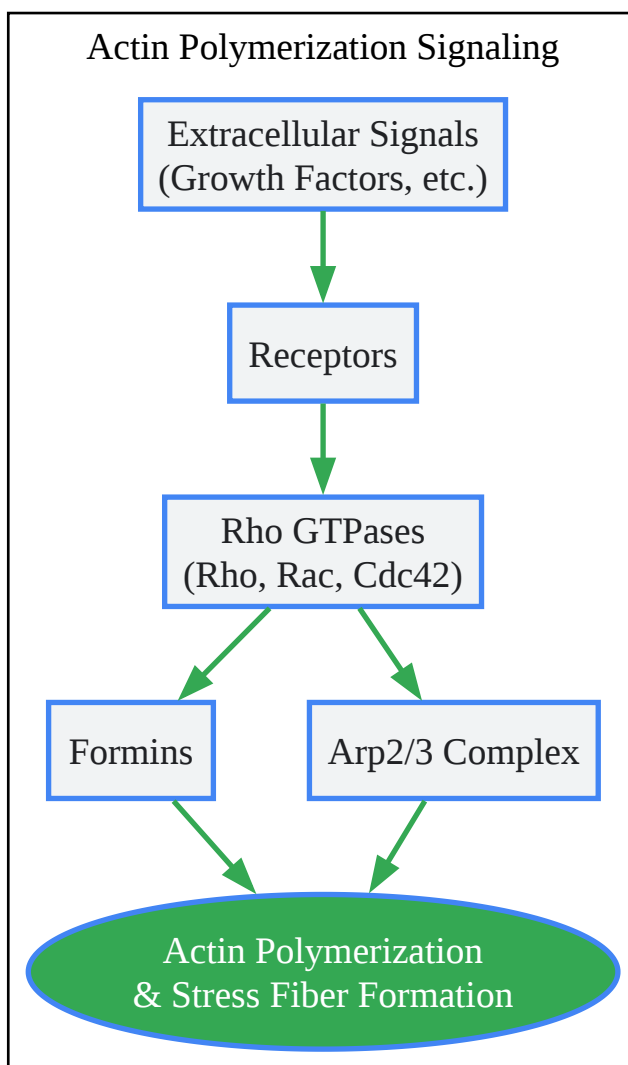 Actin Polymerization Signaling
Extracellular Signals
(Growth Factors, etc.)
Receptors
Rho GTPases
(Rho, Rac, Cdc42)
Formins
Arp2/3 Complex
Actin Polymerization
& Stress Fiber Formation